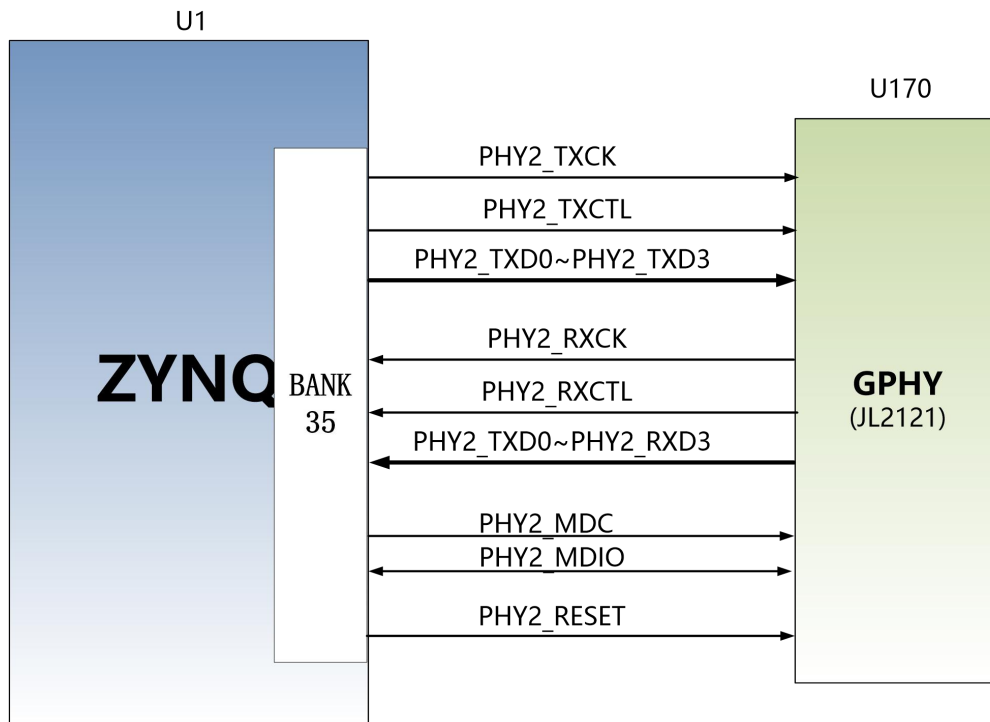 U1
U170
PHY2_TXCK
PHY2_TXCTL
PHY2_TXD0~PHY2_TXD3
PHY2_RXCK
PHY2_RXCTL
PHY2_TXD0~PHY2_RXD3
PHY2_MDC
PHY2_MDIO
PHY2_RESET
ZYNQ
BANK
35
GPHY
(JL2121)